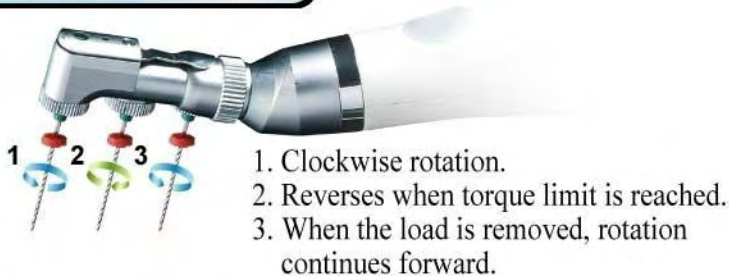 1 2 3
1. Clockwise rotation.
2. Reverses when torque limit is reached.
3. When the load is removed, rotation
continues forward.